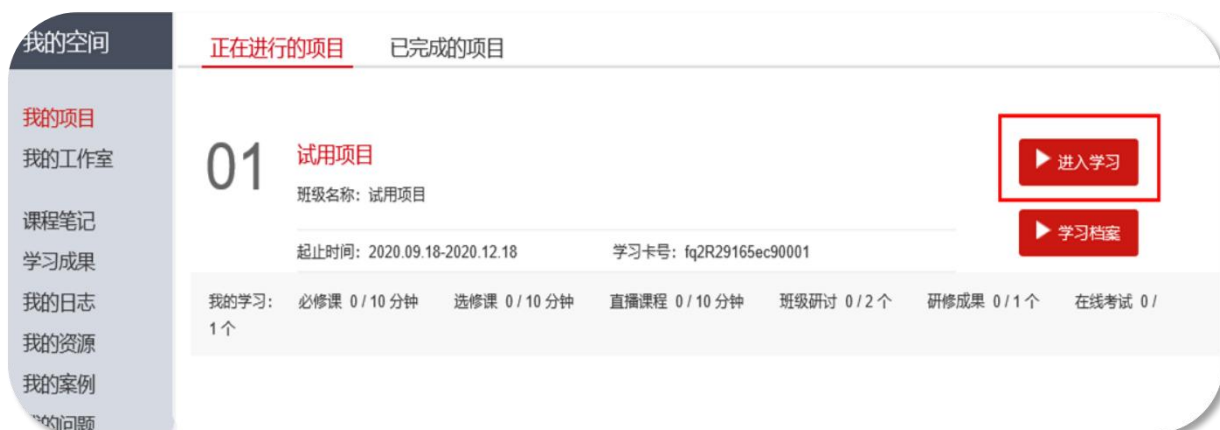 我的空间
正在进行的项目 已完成的项目
我的项目
我的工作室
课程笔记
学习成果
我的日志
我的资源
我的案例
我的问题
01
试用项目
班级名称：试用项目
进入学习
学习档案
起止时间：2020.09.18-2020.12.18 学习卡号：fq2R29165ec90001
我的学习： 必修课 0 / 10 分钟 选修课 0 / 10 分钟 直播课程 0 / 10 分钟 班级研讨 0 / 2 个 研修成果 0 / 1 个 在线考试 0 /
1 个